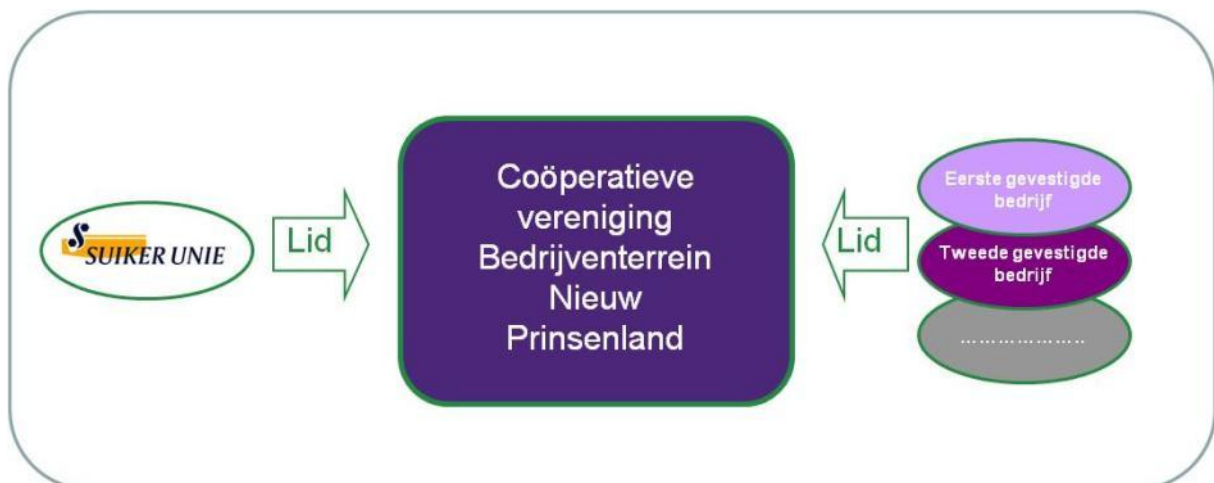 SUIKER UNIE
Lid
Coöperatieve
vereniging
Bedrijventerrein
Nieuw
Prinsenland
Lid
Eerste gevestigde
bedrijf
Tweede gevestigde
bedrijf
………………..